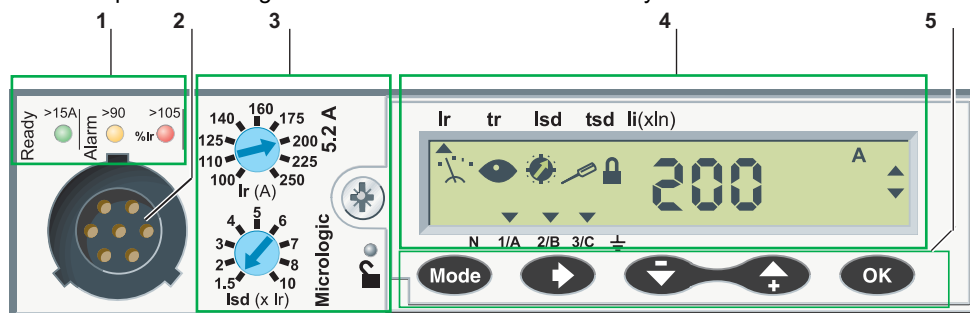 1 2 3 4 5
Ready >15A Alarm >90 >105 %Ir
160
140 175
125 200
110 225
100 250
Ir (A)
5
4 6
3 7
2 8
1.5 10
Isd (x Ir)
Micrologic 5.2 A
Ir tr Isd tsd Ii(xIn)
200 A
N 1/A 2/B 3/C
Mode - + OK